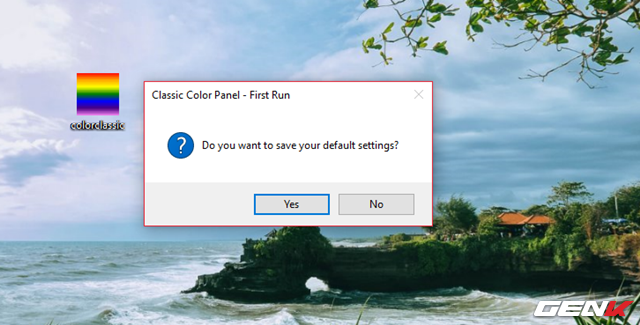 Classic Color Panel - First Run
colorclassic
Do you want to save your default settings?
Yes
No
GENK